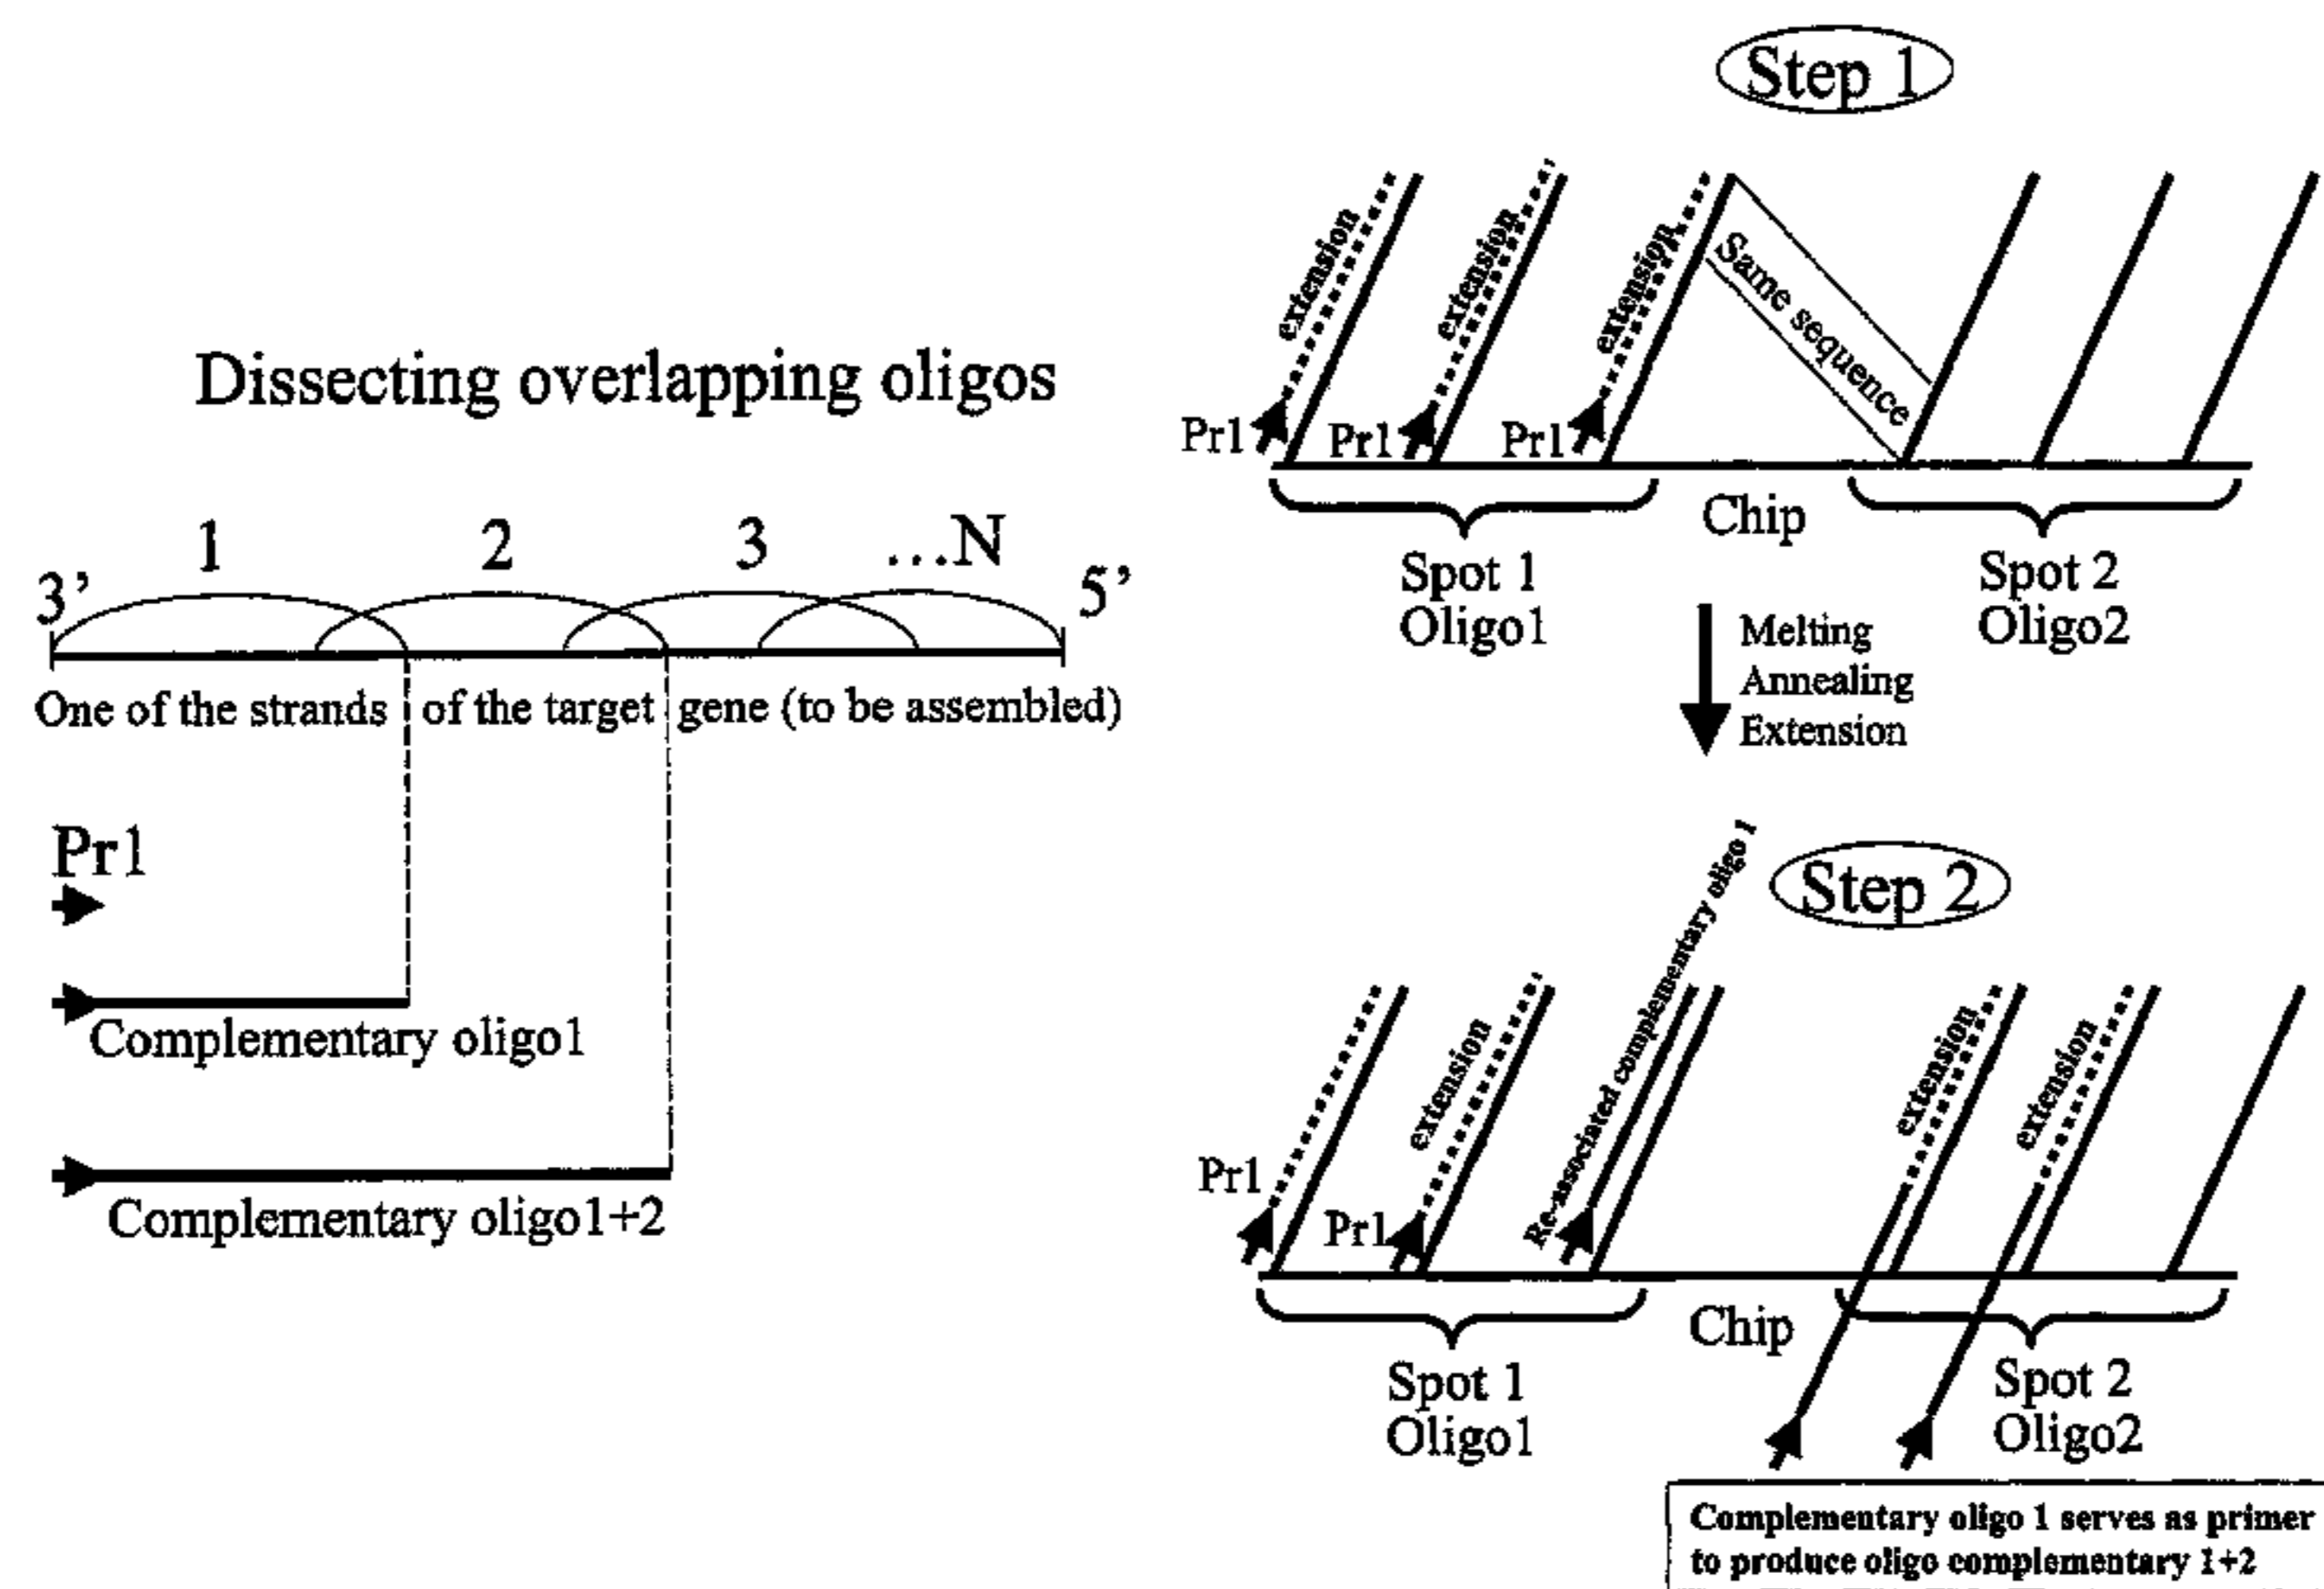 Dissecting overlapping oligos
1
2
3
...N
3’
5’
One of the strands of the target gene (to be assembled)
Pr1
Complementary oligo1
Complementary oligo1+2
Step 1
extension
extension
extension
Same sequence
Pr1
Pr1
Pr1
Chip
Spot 1
Oligo1
Spot 2
Oligo2
Melting
Annealing
Extension
Step 2
extension
Re-associated complementary oligo 1
extension
extension
Pr1
Pr1
Chip
Spot 1
Oligo1
Spot 2
Oligo2
Complementary oligo 1 serves as primer
to produce oligo complementary 1+2